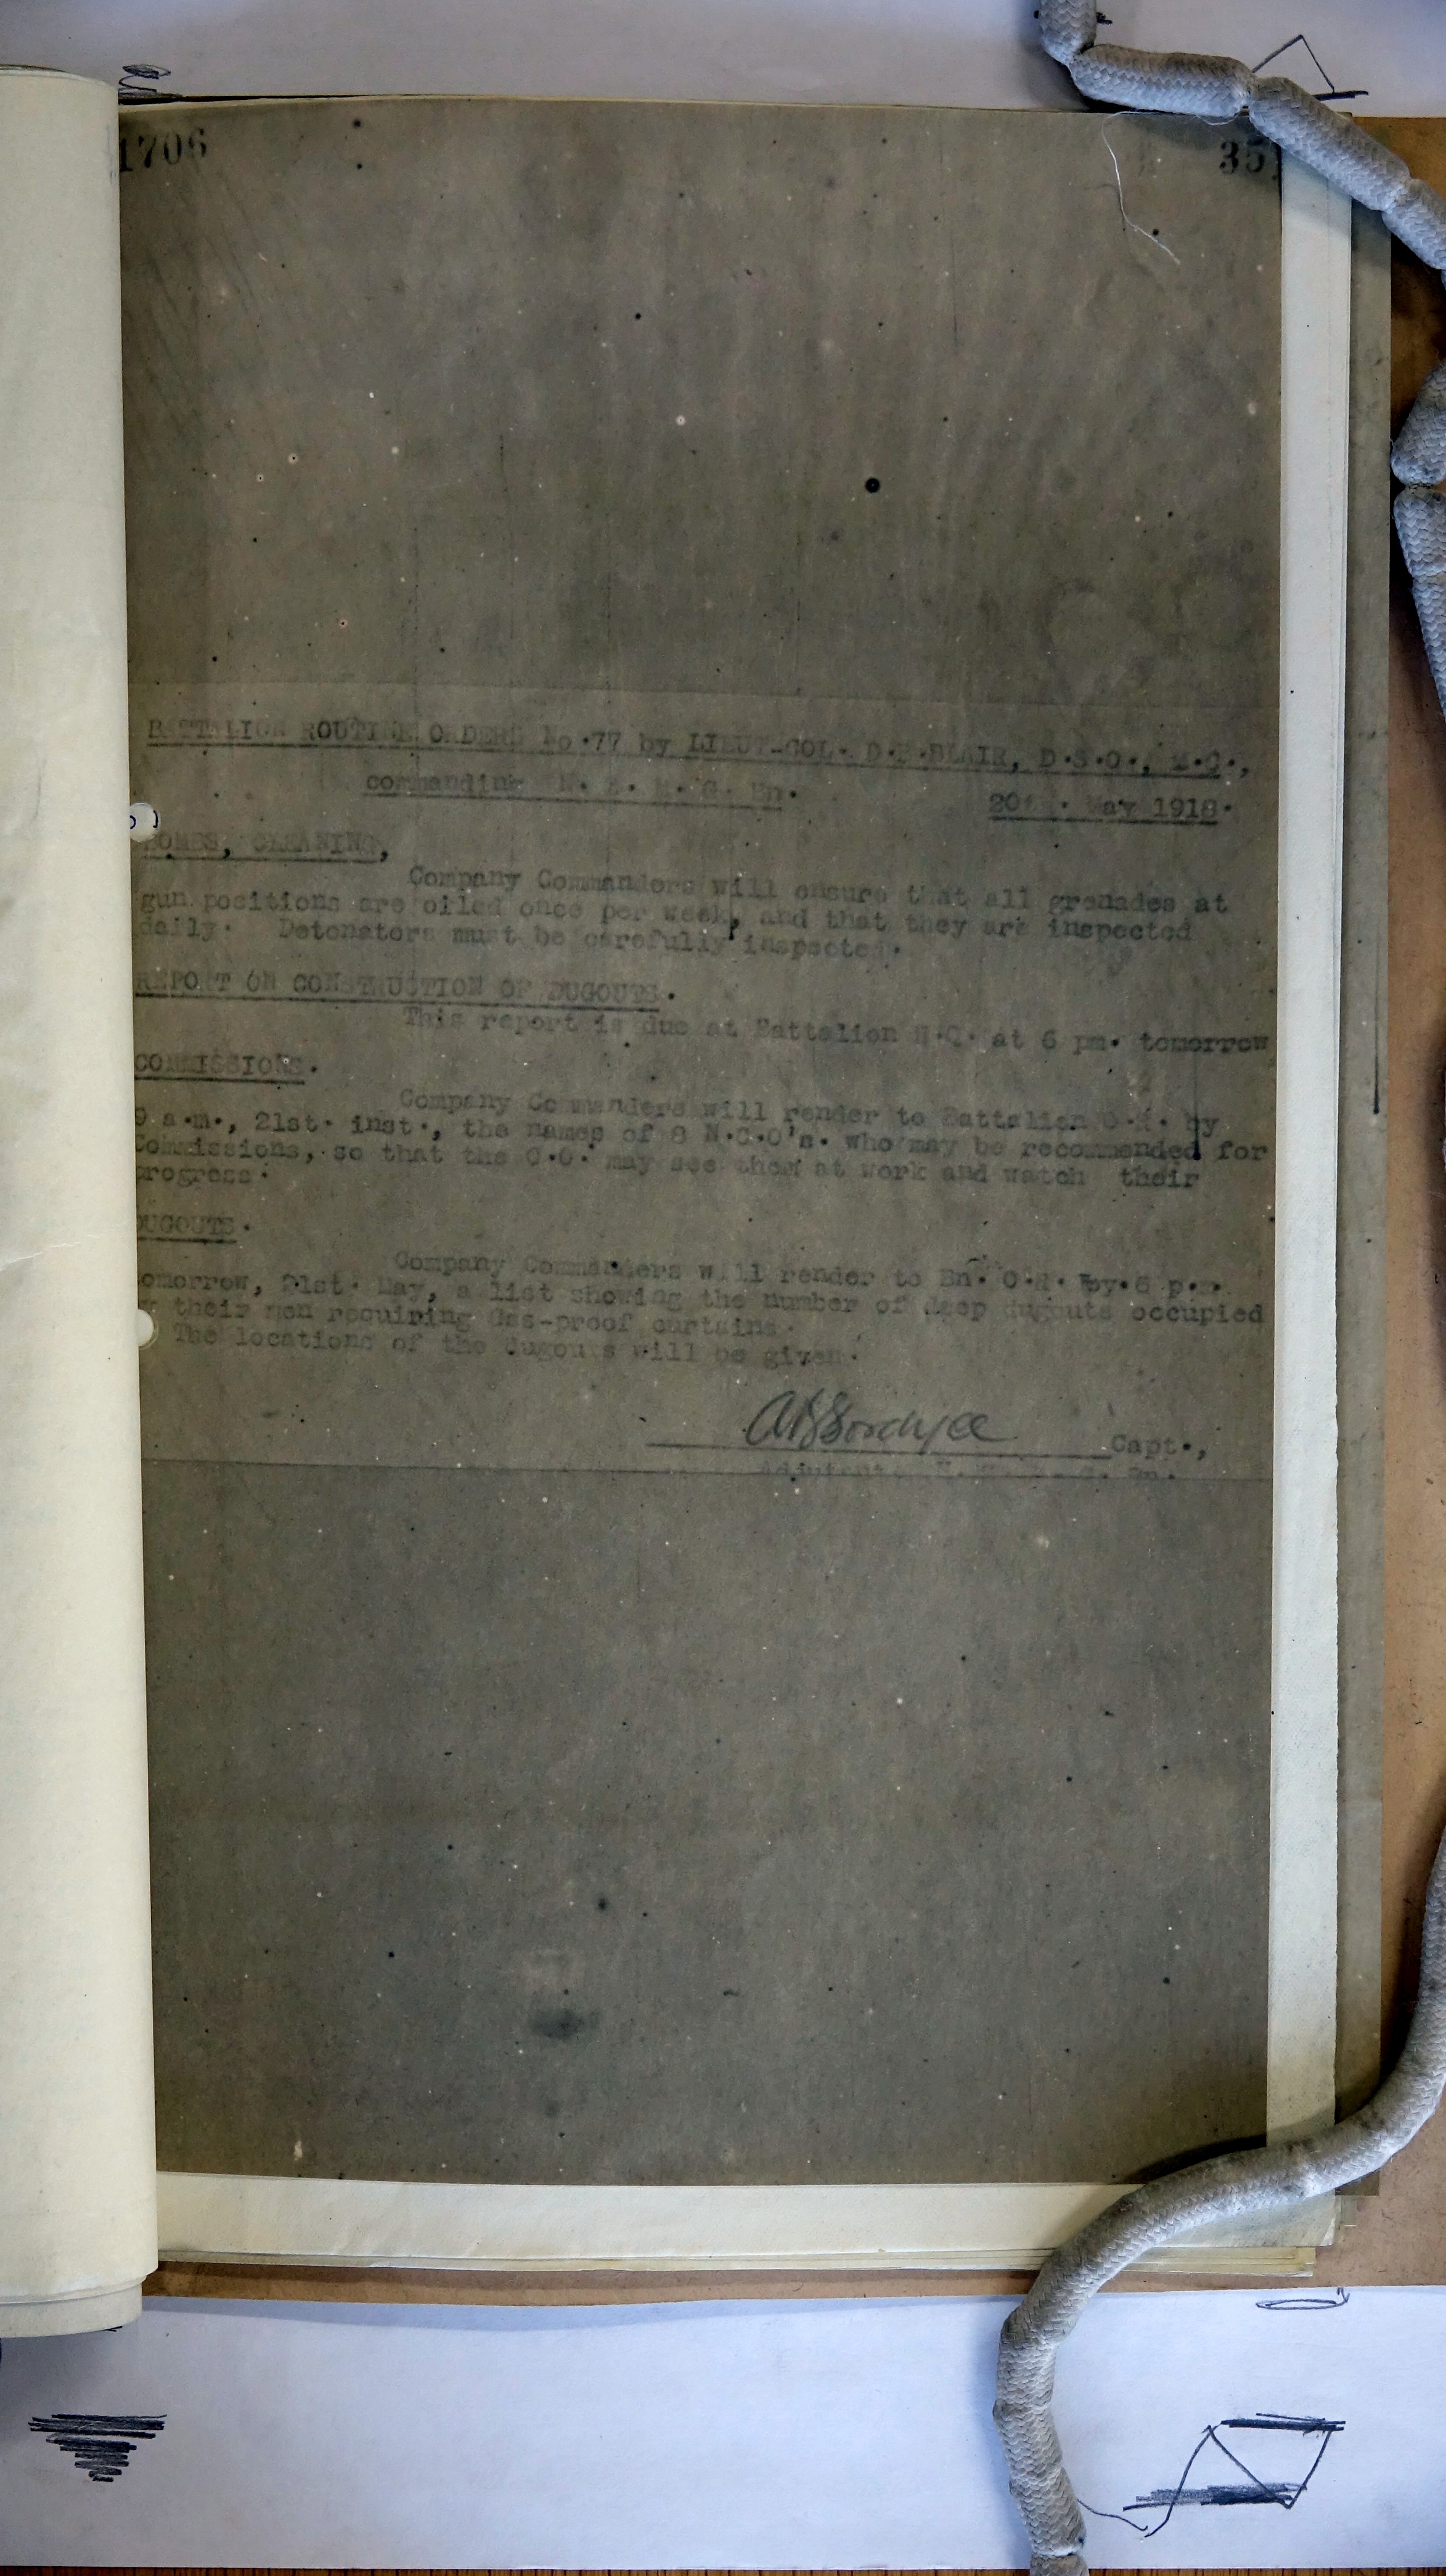 1706 35
BATTALION ROUTINE ORDERS No.77 by LIEUT-COL. D. .BLAIR, D.S.O., M.C.,
commanding N. Z. M. G. Bn. 20th. May 1918.
BOMBS, CLEANING,
Company Commanders will ensure that all grenades at
gun positions are oiled once per week, and that they are inspected
daily. Detonators must be carefully inspected.
REPORT ON CONSTRUCTION OF DUGOUTS.
This report is due at Battalion H.Q. at 6 pm. tomorrow
COMMISSIONS.
Company Commanders will render to Battalion O.R. by
9 a.m., 21st. inst., the names of 8 N.C.O's. who may be recommended for
Commissions, so that the C.O. may see them at work and watch their
progress.
DUGOUTS.
Company Commanders will render to Bn. O.R. by 6 p.m.
tomorrow, 21st. May, a list showing the number of deep dugouts occupied
by their men requiring Gas-proof curtains.
The locations of the dugouts will be given.
Capt.,
Adjutant, Bn.